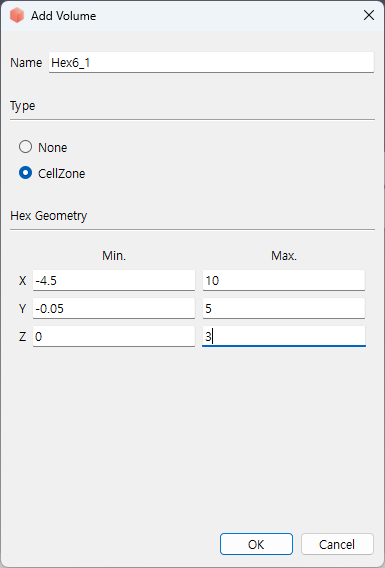 Add Volume
Name Hex6_1
Type
None
CellZone
Hex Geometry
Min. Max.
X -4.5 10
Y -0.05 5
Z 0 3
OK Cancel